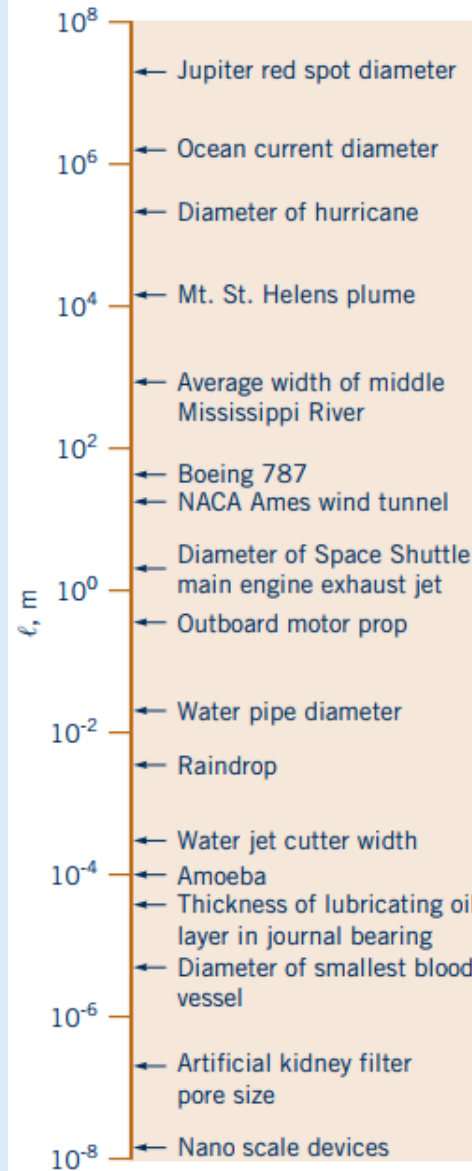 10⁸
Jupiter red spot diameter
Ocean current diameter
10⁶
Diameter of hurricane
Mt. St. Helens plume
10⁴
Average width of middle
Mississippi River
10²
Boeing 787
NACA Ames wind tunnel
Diameter of Space Shuttle
main engine exhaust jet
10⁰
ℓ, m
Outboard motor prop
Water pipe diameter
10⁻²
Raindrop
Water jet cutter width
10⁻⁴
Amoeba
Thickness of lubricating oil
layer in journal bearing
Diameter of smallest blood
vessel
10⁻⁶
Artificial kidney filter
pore size
Nano scale devices
10⁻⁸